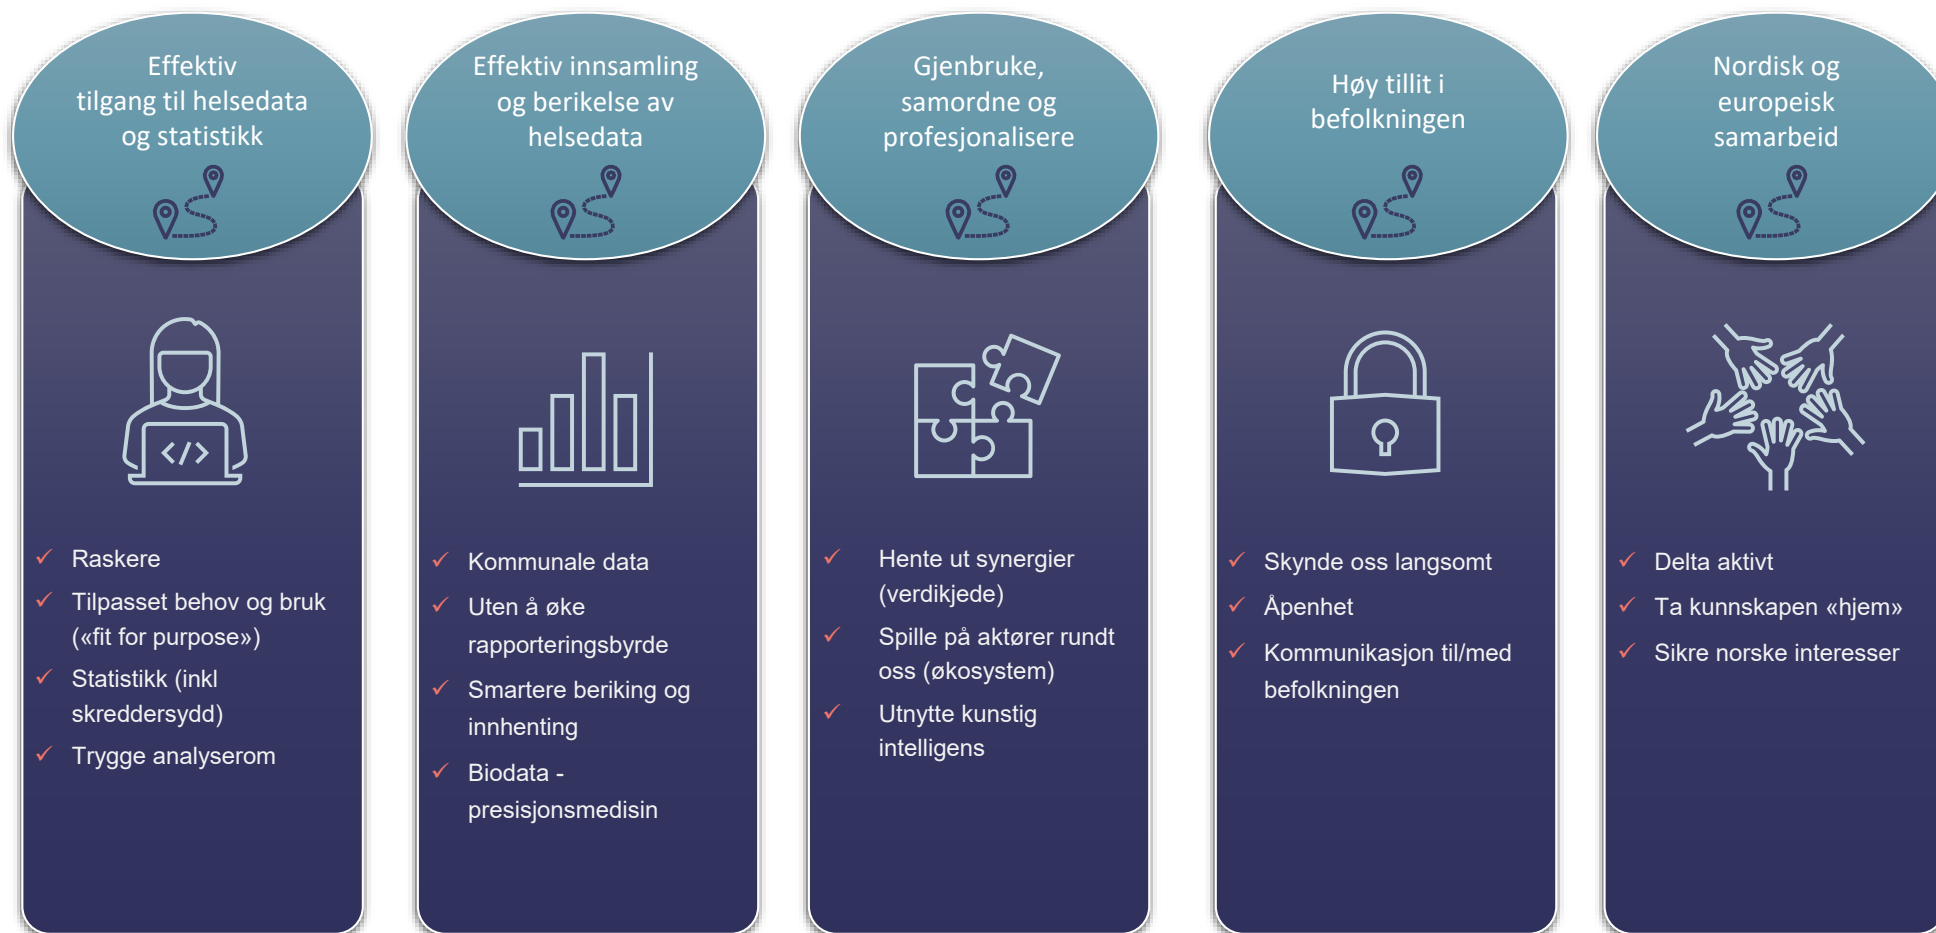 Effektiv
tilgang til helsedata
og statistikk
</>
✓ Raskere
✓ Tilpasset behov og bruk
(«fit for purpose»)
✓ Statistikk (inkl
skreddersydd)
✓ Trygge analyserom
Effektiv innsamling
og berikelse av
helsedata
✓ Kommunale data
✓ Uten å øke
rapporteringsbyrde
✓ Smartere beriking og
innhenting
✓ Biodata -
presisjonsmedisin
Gjenbruke,
samordne og
profesjonalisere
✓ Hente ut synergier
(verdikjede)
✓ Spille på aktører rundt
oss (økosystem)
✓ Utnytte kunstig
intelligens
Høy tillit i
befolkningen
✓ Skynde oss langsomt
✓ Åpenhet
✓ Kommunikasjon til/med
befolkningen
Nordisk og
europeisk
samarbeid
✓ Delta aktivt
✓ Ta kunnskapen «hjem»
✓ Sikre norske interesser